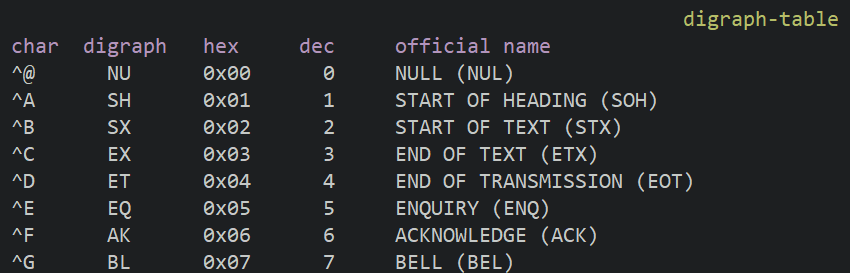 digraph-table
char digraph hex dec official name
^@ NU 0x00 0 NULL (NUL)
^A SH 0x01 1 START OF HEADING (SOH)
^B SX 0x02 2 START OF TEXT (STX)
^C EX 0x03 3 END OF TEXT (ETX)
^D ET 0x04 4 END OF TRANSMISSION (EOT)
^E EQ 0x05 5 ENQUIRY (ENQ)
^F AK 0x06 6 ACKNOWLEDGE (ACK)
^G BL 0x07 7 BELL (BEL)